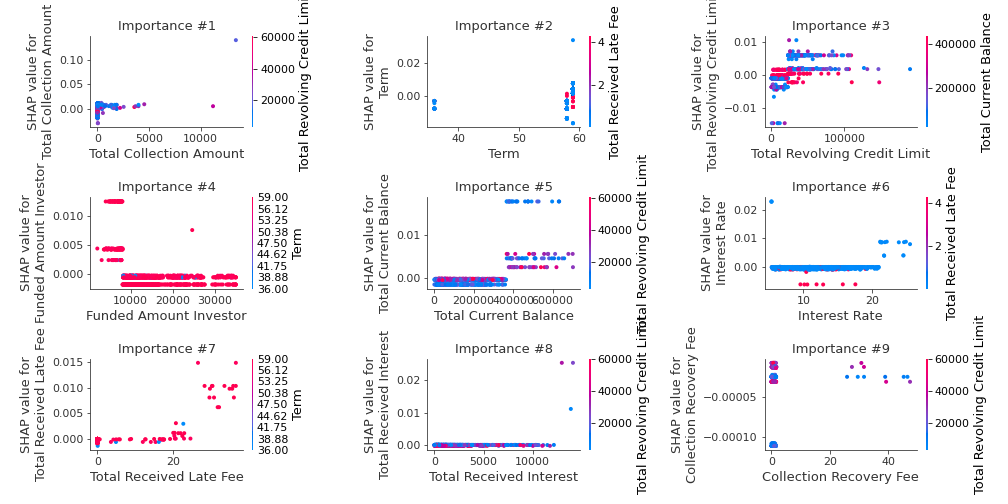 Importance #1
SHAP value for
Total Collection Amount
0.10
0.05
0.00
0
5000
10000
Total Collection Amount
60000
40000
20000
Total Revolving Credit Limit
Importance #2
SHAP value for
Term
0.02
0.00
40
50
60
Term
4
2
Total Received Late Fee
Importance #3
SHAP value for
Total Revolving Credit Limit
0.01
0.00
−0.01
0
100000
Total Revolving Credit Limit
400000
200000
Total Current Balance
Importance #4
SHAP value for
Funded Amount Investor
0.010
0.005
0.000
10000
20000
30000
Funded Amount Investor
59.00
56.12
53.25
50.38
47.50
44.62
41.75
38.88
36.00
Term
Importance #5
SHAP value for
Total Current Balance
0.01
0.00
0
200000
400000
600000
Total Current Balance
60000
40000
20000
Total Revolving Credit Limit
Importance #6
SHAP value for
Interest Rate
0.02
0.01
0.00
10
20
Interest Rate
4
2
Total Received Late Fee
Importance #7
SHAP value for
Total Received Late Fee
0.015
0.010
0.005
0.000
0
20
Total Received Late Fee
59.00
56.12
53.25
50.38
47.50
44.62
41.75
38.88
36.00
Term
Importance #8
SHAP value for
Total Received Interest
0.02
0.01
0.00
0
5000
10000
Total Received Interest
60000
40000
20000
Total Revolving Credit Limit
Importance #9
SHAP value for
Collection Recovery Fee
−0.00005
−0.00010
0
20
40
Collection Recovery Fee
60000
40000
20000
Total Revolving Credit Limit